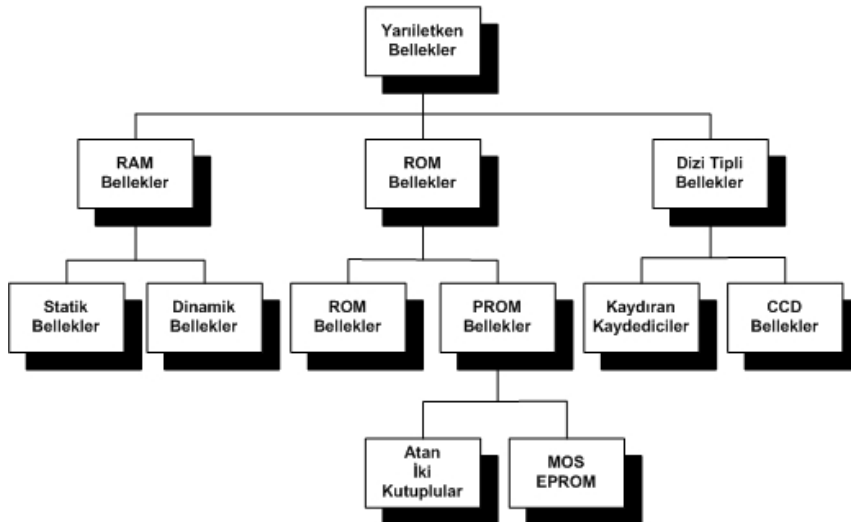 Yarıiletken
Bellekler
RAM
Bellekler
ROM
Bellekler
Dizi Tipli
Bellekler
Statik
Bellekler
Dinamik
Bellekler
ROM
Bellekler
PROM
Bellekler
Kaydıran
Kaydediciler
CCD
Bellekler
Atan
İki
Kutuplular
MOS
EPROM